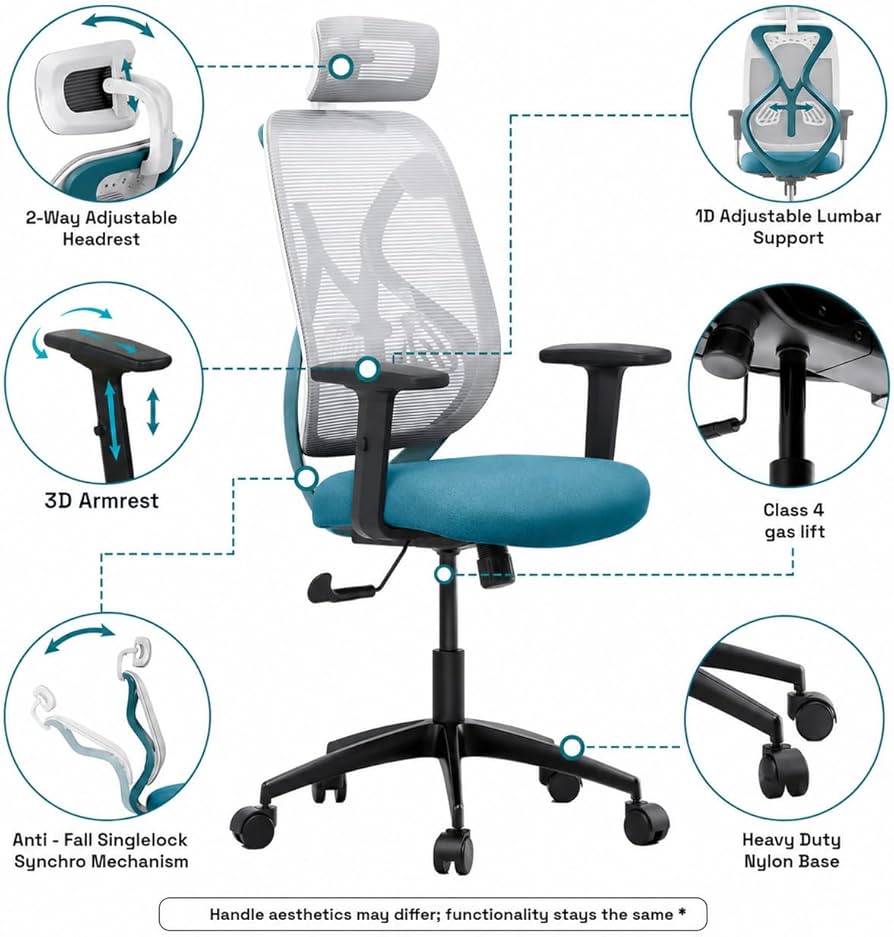 2-Way Adjustable
Headrest
1D Adjustable Lumbar
Support
3D Armrest
Class 4
gas lift
Anti - Fall Singlelock
Synchro Mechanism
Heavy Duty
Nylon Base
Handle aesthetics may differ; functionality stays the same *